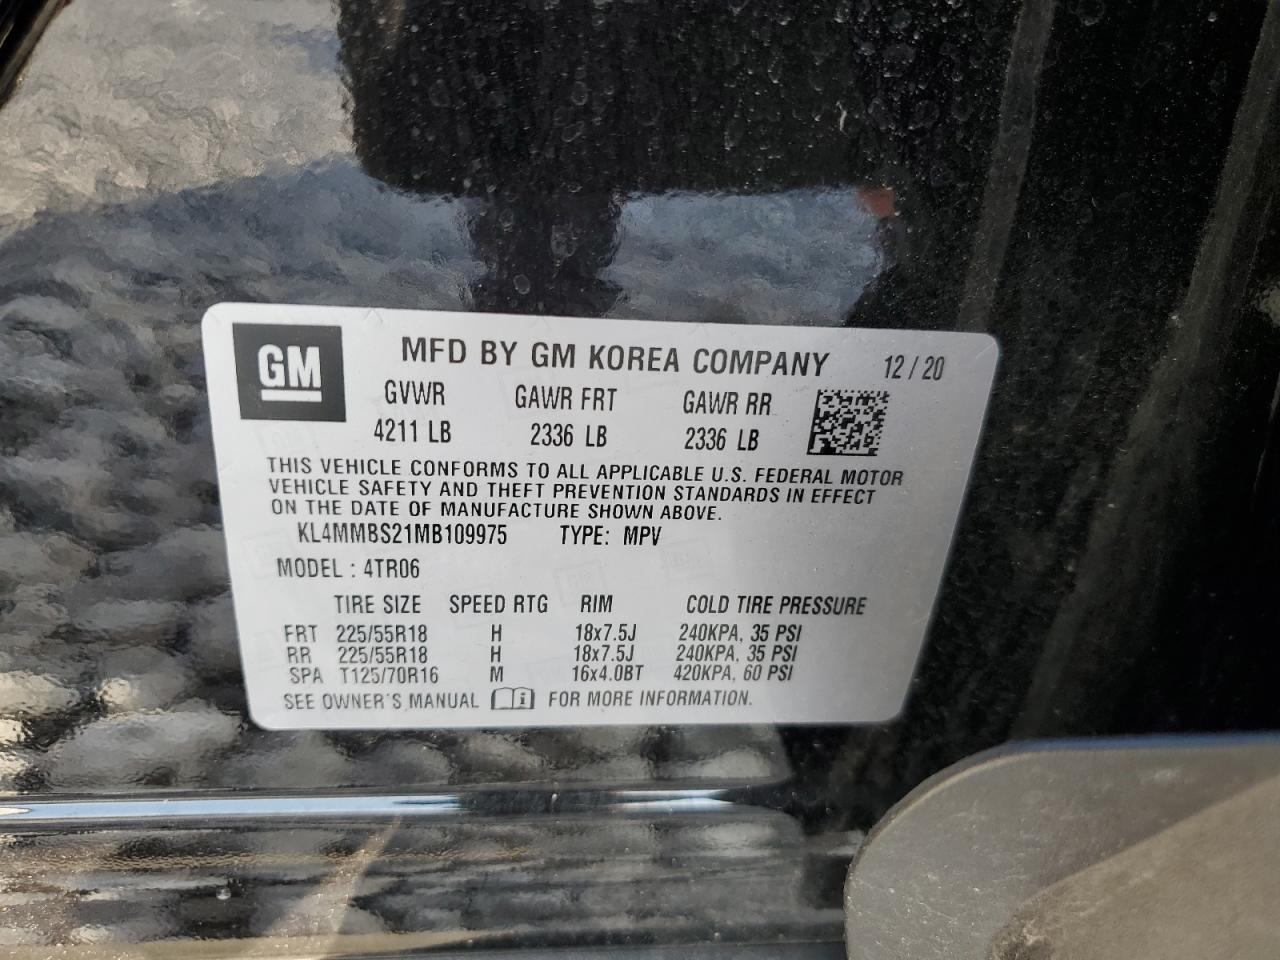 GM
MFD BY GM KOREA COMPANY 12/20
GVWR GAWR FRT GAWR RR
4211 LB 2336 LB 2336 LB
THIS VEHICLE CONFORMS TO ALL APPLICABLE U.S. FEDERAL MOTOR
VEHICLE SAFETY AND THEFT PREVENTION STANDARDS IN EFFECT
ON THE DATE OF MANUFACTURE SHOWN ABOVE.
KL4MMBS21MB109975 TYPE: MPV
MODEL : 4TR06
TIRE SIZE SPEED RTG RIM COLD TIRE PRESSURE
FRT 225/55R18 H 18x7.5J 240KPA, 35 PSI
RR 225/55R18 H 18x7.5J 240KPA, 35 PSI
SPA T125/70R16 M 16x4.0BT 420KPA, 60 PSI
SEE OWNER'S MANUAL FOR MORE INFORMATION.